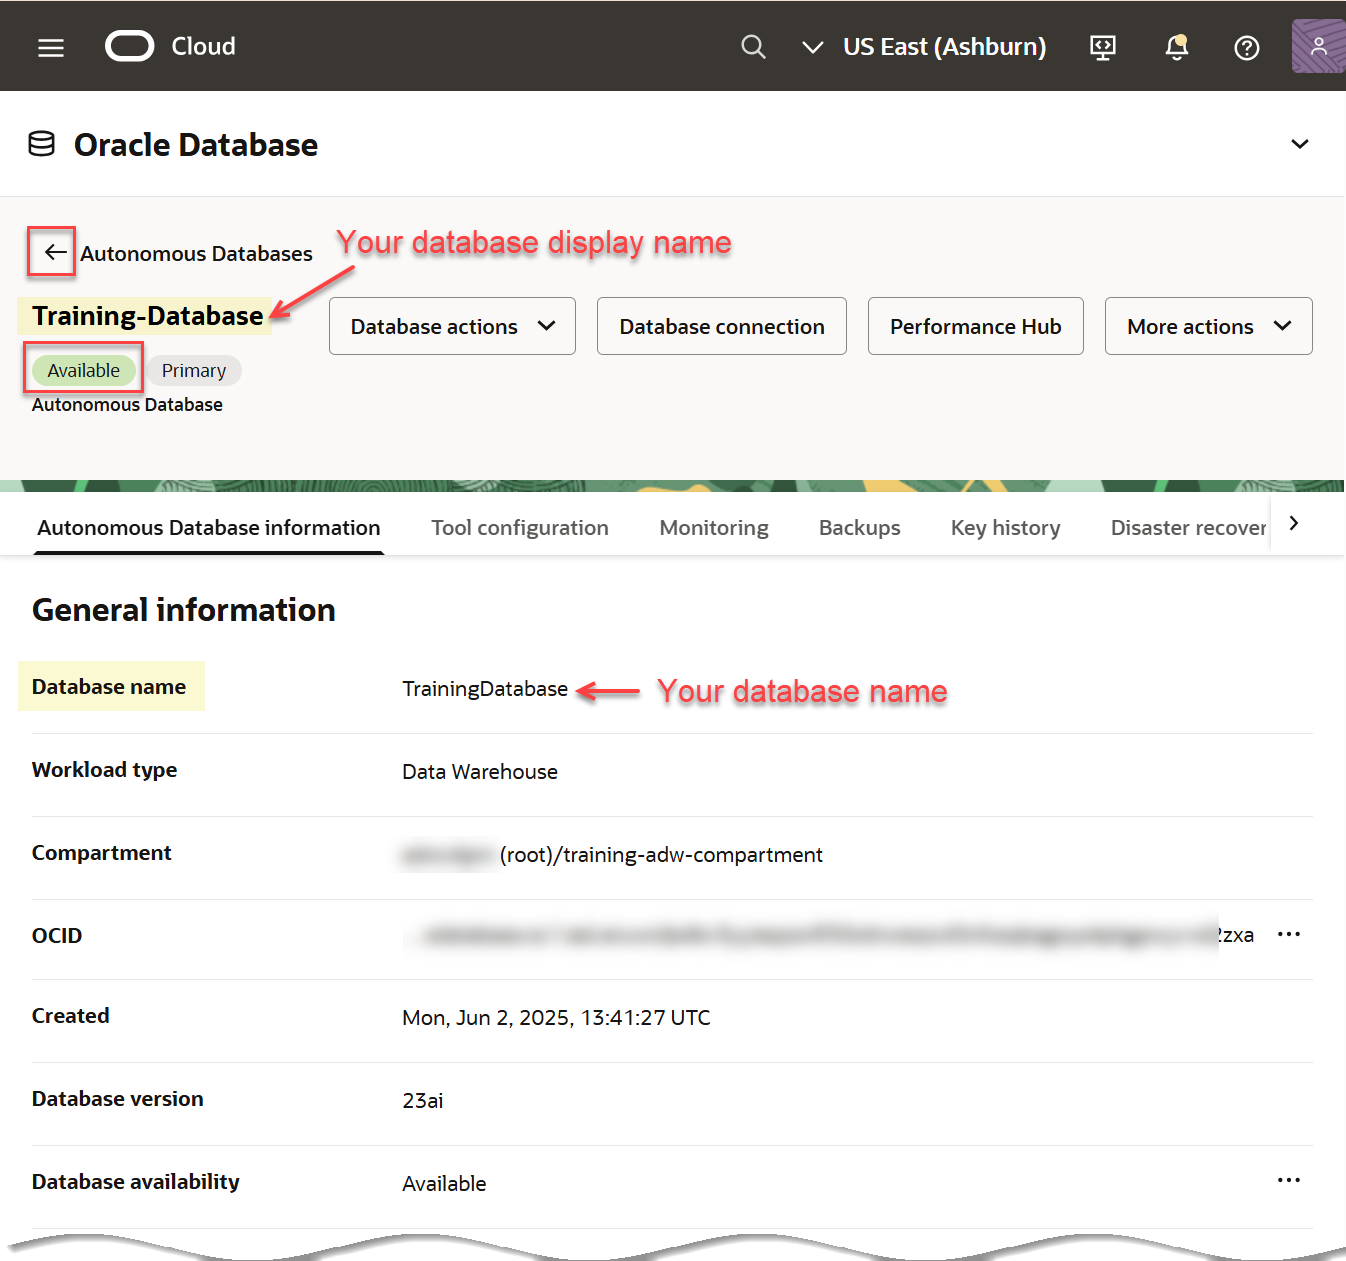 Cloud
US East (Ashburn)
Oracle Database
Autonomous Databases
Your database display name
Training-Database
Database actions
Database connection
Performance Hub
More actions
Available
Primary
Autonomous Database
Autonomous Database information
Tool configuration
Monitoring
Backups
Key history
Disaster recover
General information
Database name
TrainingDatabase
Your database name
Workload type
Data Warehouse
Compartment
(root)/training-adw-compartment
OCID
zxa
Created
Mon, Jun 2, 2025, 13:41:27 UTC
Database version
23ai
Database availability
Available